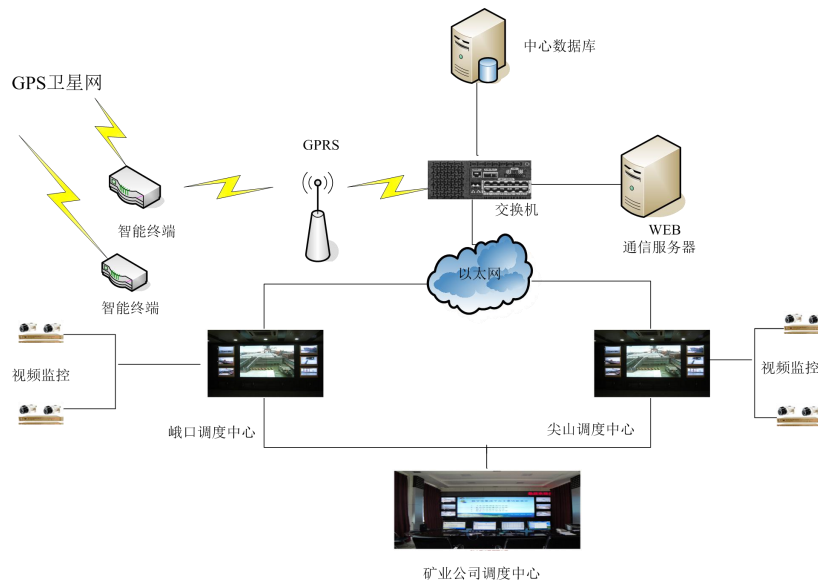 中心数据库
GPS卫星网
GPRS
交换机
WEB
通信服务器
智能终端
以太网
智能终端
视频监控
视频监控
峨口调度中心
尖山调度中心
矿业公司调度中心